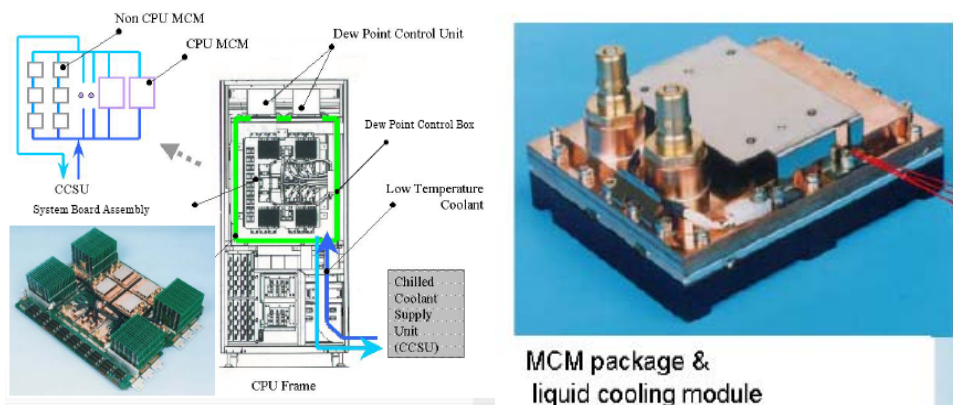 Non CPU MCM
CPU MCM
Dew Point Control Unit
Dew Point Control Box
CCSU
System Board Assembly
Low Temperature
Coolant
Chilled
Coolant
Supply
Unit
(CCSU)
CPU Frame
MCM package &
liquid cooling module